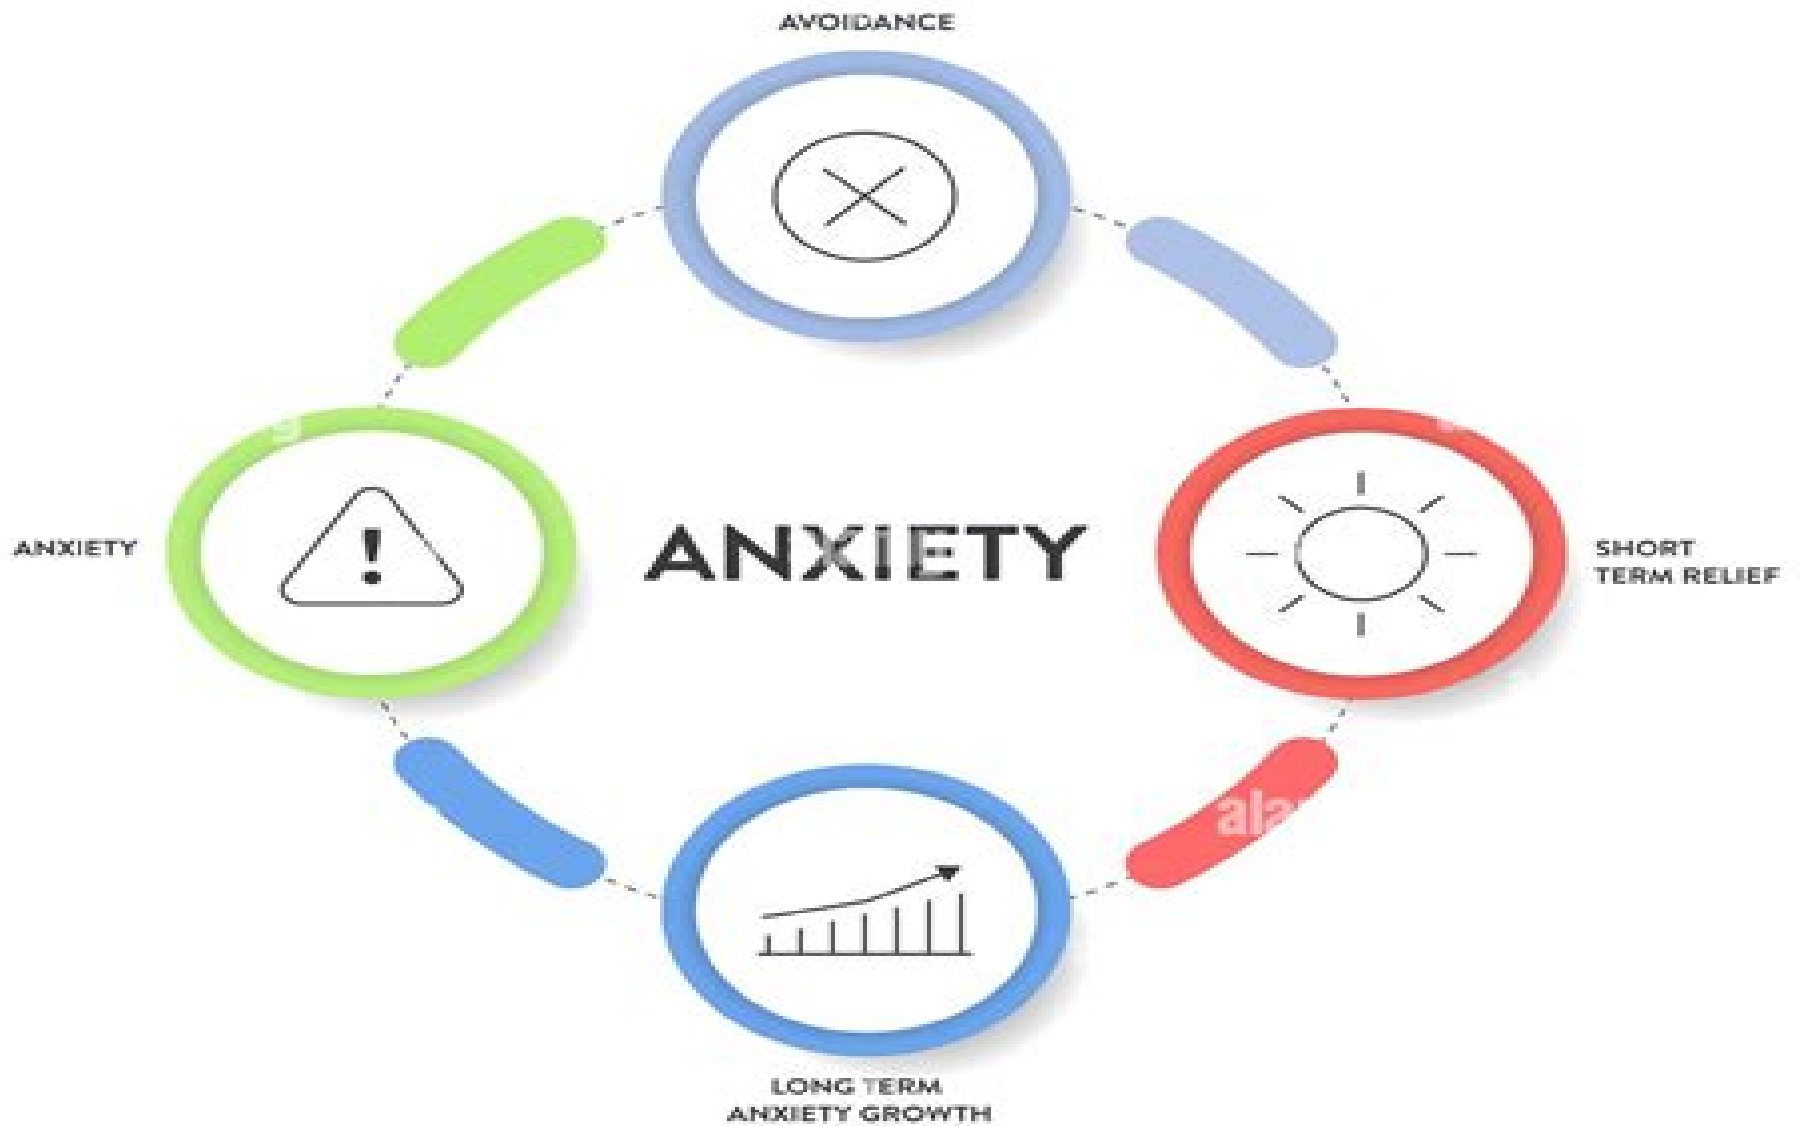 AVOIDANCE
ANXIETY
ANXIETY
SHORT
TERM RELIEF
LONG TERM
ANXIETY GROWTH